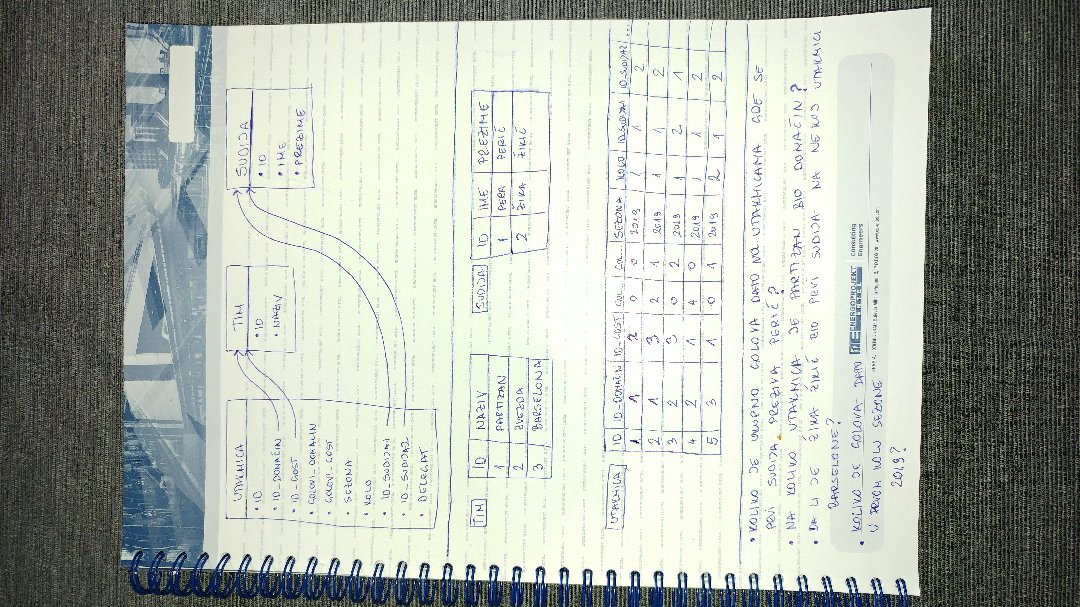 UTAKMICA
• ID
• ID_DOMAĆIN
• ID_GOST
• GOLOVI_DOMAĆIN
• GOLOVI_GOST
• SEZONA
• KOLO
• ID_SUDIJA1
• ID_SUDIJA2
• DELEGAT
TIM
• ID
• NAZIV
SUDIJA
• ID
• IME
• PREZIME
TIM
ID NAZIV
1 PARTIZAN
2 ZVEZDA
3 BARSELONA
SUDIJA
ID IME PREZIME
1 PERA PERIĆ
2 ŽIKA ŽIKIĆ
UTAKMICA
ID ID_DOMAĆIN ID_GOST GOL... GOL... SEZONA KOLO ID_SUDIJA1 ID_SUDIJA2 ...
1 1 2 0 0 2019 1 1 2
2 1 3 2 1 2019 1 1 2
3 2 3 0 2 2019 1 2 1
4 2 1 4 0 2019 1 1 2
5 3 1 0 1 2019 2 1 2
• KOLIKO JE UKUPNO GOLOVA DATO NA UTAKMICAMA GDE SE
PRVI SUDIJA PREZIVA PERIĆ?
• NA KOLIKO UTAKMICA JE PARTIZAN BIO DOMAĆIN?
• DA LI JE ŽIKA ŽIKIĆ BIO PRVI SUDIJA NA NEKOJ UTAKMICI
BARSELONE?
• KOLIKO JE GOLOVA DATO
U PRVOM KOLU SEZONE
2019?
ENERGOPROJEKT
ENTEL
Consulting
Engineers